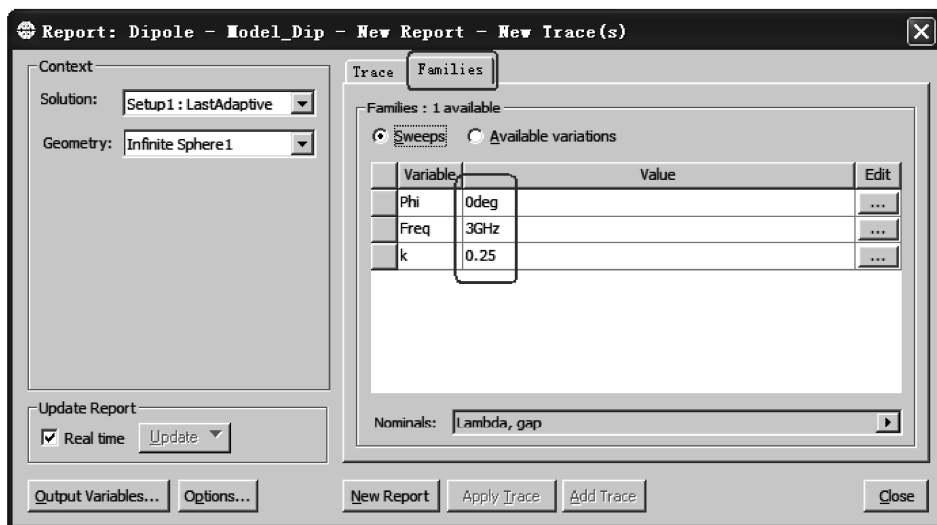 Report: Dipole - Model_Dip - New Report - New Trace(s)
Context
Solution: Setup1 : LastAdaptive
Geometry: Infinite Sphere1
Update Report
Real time Update
Output Variables... Options...
Trace Families
Families : 1 available
Sweeps Available variations
Variable Value Edit
Phi 0deg ...
Freq 3GHz ...
k 0.25 ...
Nominals: Lambda, gap
New Report Apply Trace Add Trace Close